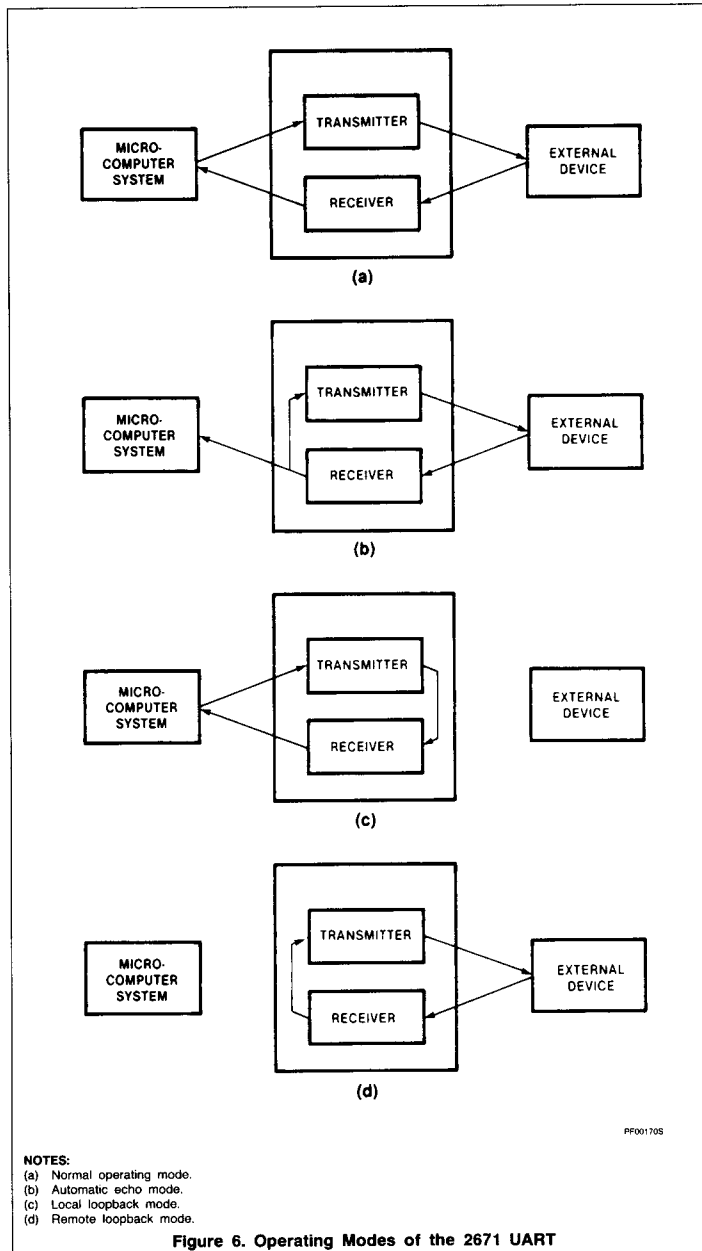 TRANSMITTER
MICRO-
COMPUTER
SYSTEM
EXTERNAL
DEVICE
RECEIVER
(a)
TRANSMITTER
MICRO-
COMPUTER
SYSTEM
EXTERNAL
DEVICE
RECEIVER
(b)
TRANSMITTER
MICRO-
COMPUTER
SYSTEM
EXTERNAL
DEVICE
RECEIVER
(c)
TRANSMITTER
MICRO-
COMPUTER
SYSTEM
EXTERNAL
DEVICE
RECEIVER
(d)
PF00170S
NOTES:
(a) Normal operating mode.
(b) Automatic echo mode.
(c) Local loopback mode.
(d) Remote loopback mode.
Figure 6. Operating Modes of the 2671 UART